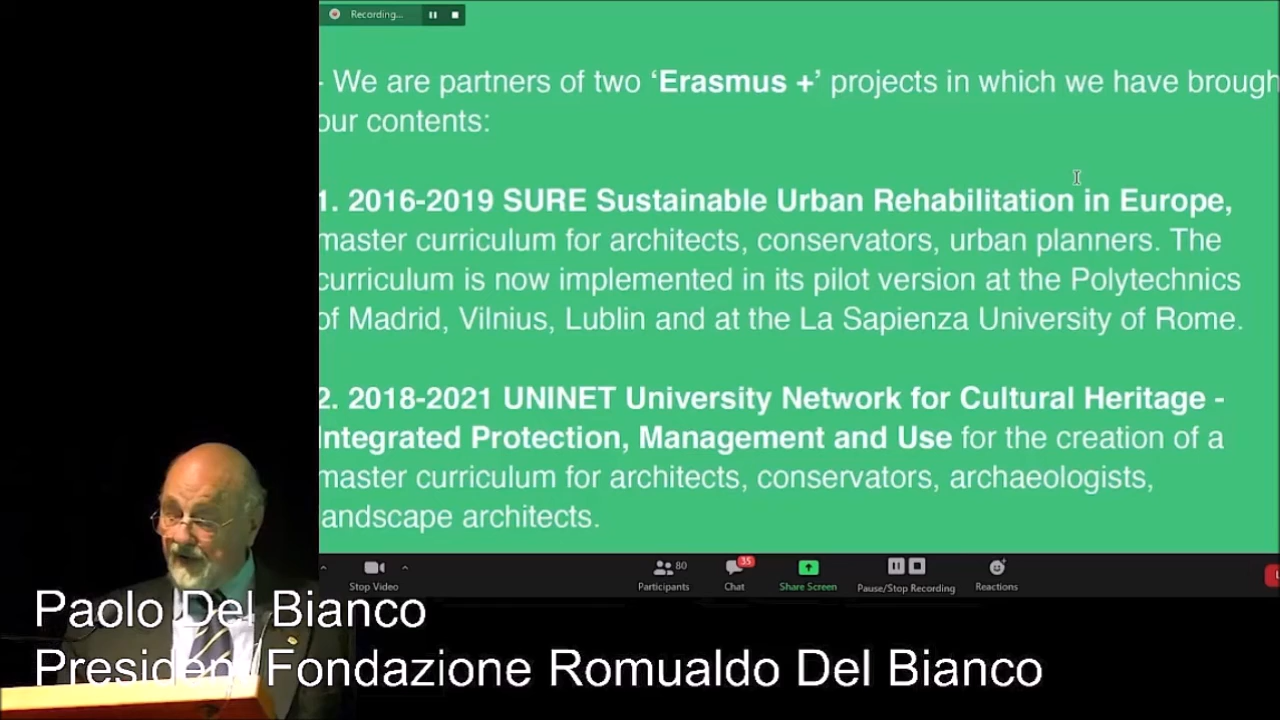 Recording...
- We are partners of two ‘Erasmus +’ projects in which we have brough
our contents:
1. 2016-2019 SURE Sustainable Urban Rehabilitation in Europe,
master curriculum for architects, conservators, urban planners. The
curriculum is now implemented in its pilot version at the Polytechnics
of Madrid, Vilnius, Lublin and at the La Sapienza University of Rome.
2. 2018-2021 UNINET University Network for Cultural Heritage -
Integrated Protection, Management and Use for the creation of a
master curriculum for architects, conservators, archaeologists,
landscape architects.
80
35
Stop Video
Participants
Chat
Share Screen
Pause/Stop Recording
Reactions
Paolo Del Bianco
President Fondazione Romualdo Del Bianco